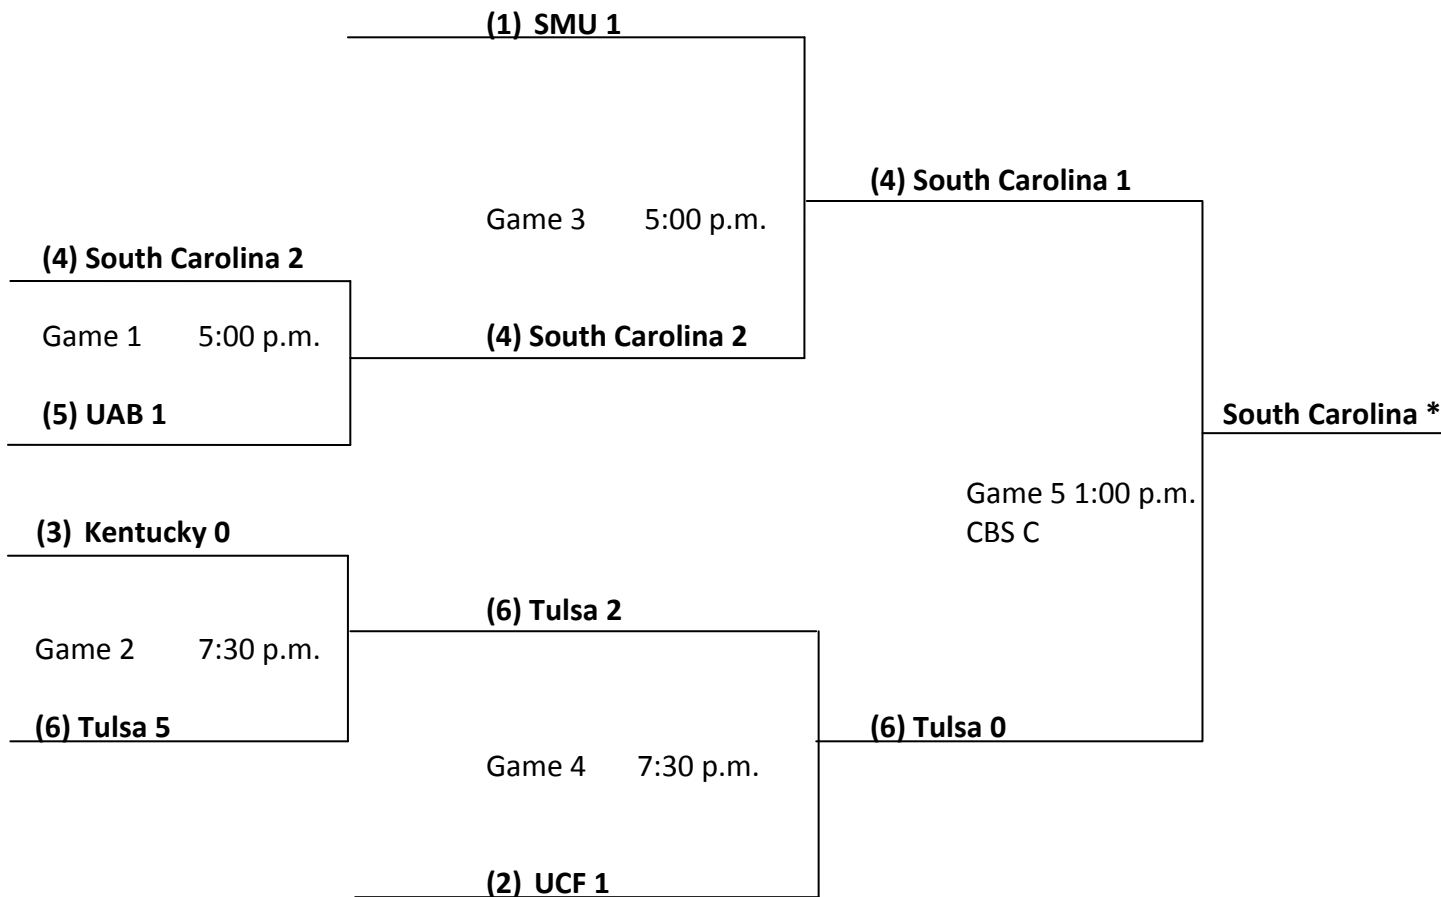 (1) SMU 1
(4) South Carolina 1
Game 3 5:00 p.m.
(4) South Carolina 2
Game 1 5:00 p.m.
(4) South Carolina 2
(5) UAB 1
South Carolina *
Game 5 1:00 p.m.
CBS C
(3) Kentucky 0
(6) Tulsa 2
Game 2 7:30 p.m.
(6) Tulsa 5
(6) Tulsa 0
Game 4 7:30 p.m.
(2) UCF 1